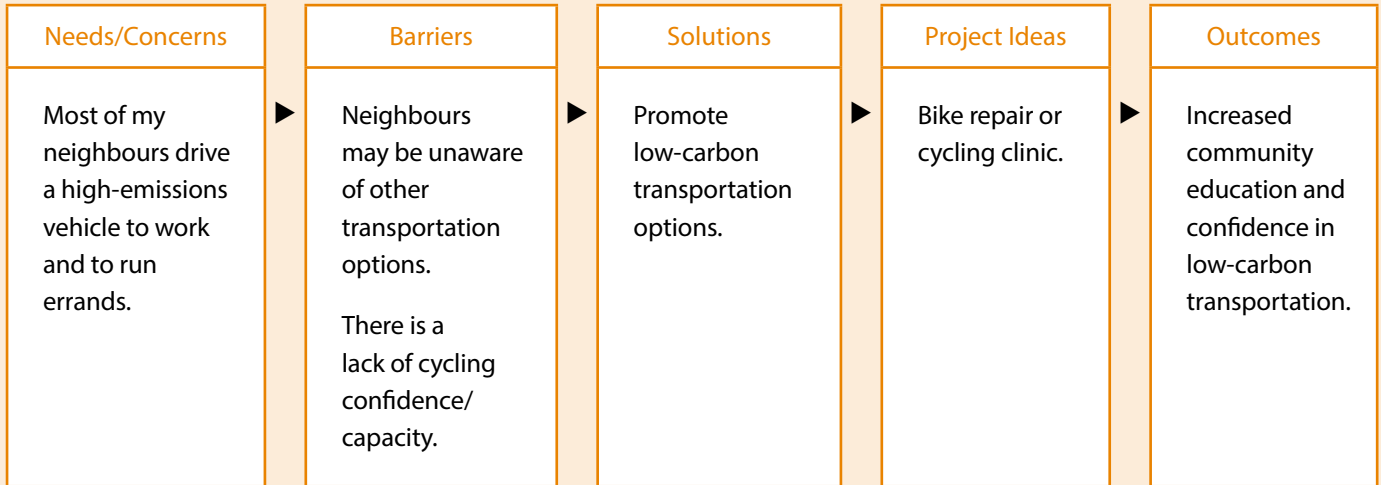 Needs/Concerns
Most of my
neighbours drive
a high-emissions
vehicle to work
and to run
errands.
Barriers
Neighbours
may be unaware
of other
transportation
options.
There is a
lack of cycling
confidence/
capacity.
Solutions
Promote
low-carbon
transportation
options.
Project Ideas
Bike repair or
cycling clinic.
Outcomes
Increased
community
education and
confidence in
low-carbon
transportation.